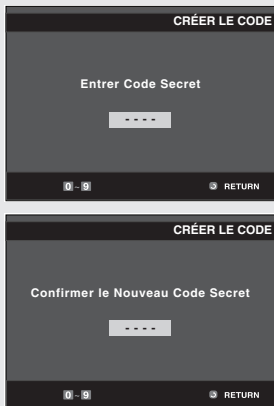 CRÉER LE CODE
Entrer Code Secret
- - - -
0 ~ 9 RETURN
CRÉER LE CODE
Confirmer le Nouveau Code Secret
- - - -
0 ~ 9 RETURN